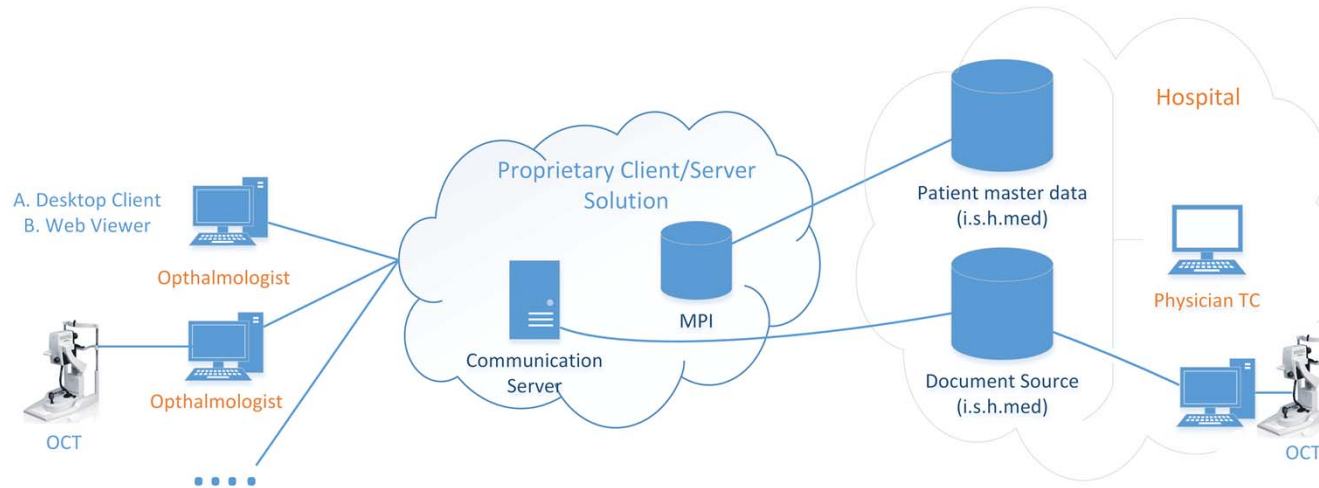 A. Desktop Client
B. Web Viewer
Opthalmologist
Opthalmologist
OCT
Proprietary Client/Server
Solution
MPI
Communication
Server
Hospital
Patient master data
(i.s.h.med)
Physician TC
Document Source
(i.s.h.med)
OCT